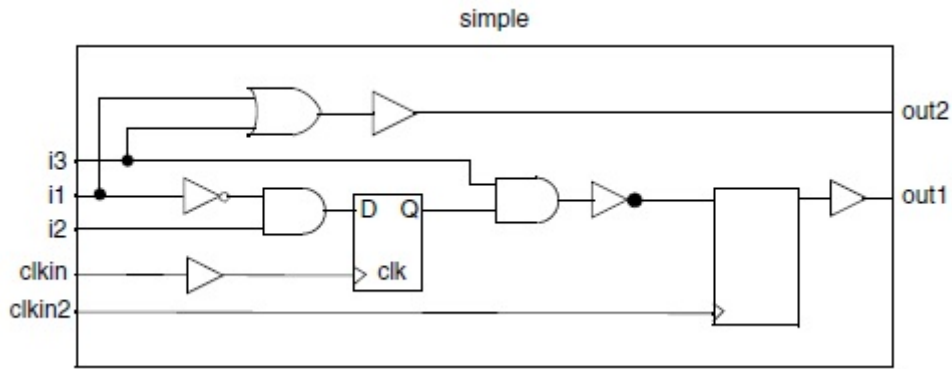 simple
out2
i3
i1
out1
i2
D Q
clkin
clk
clkin2